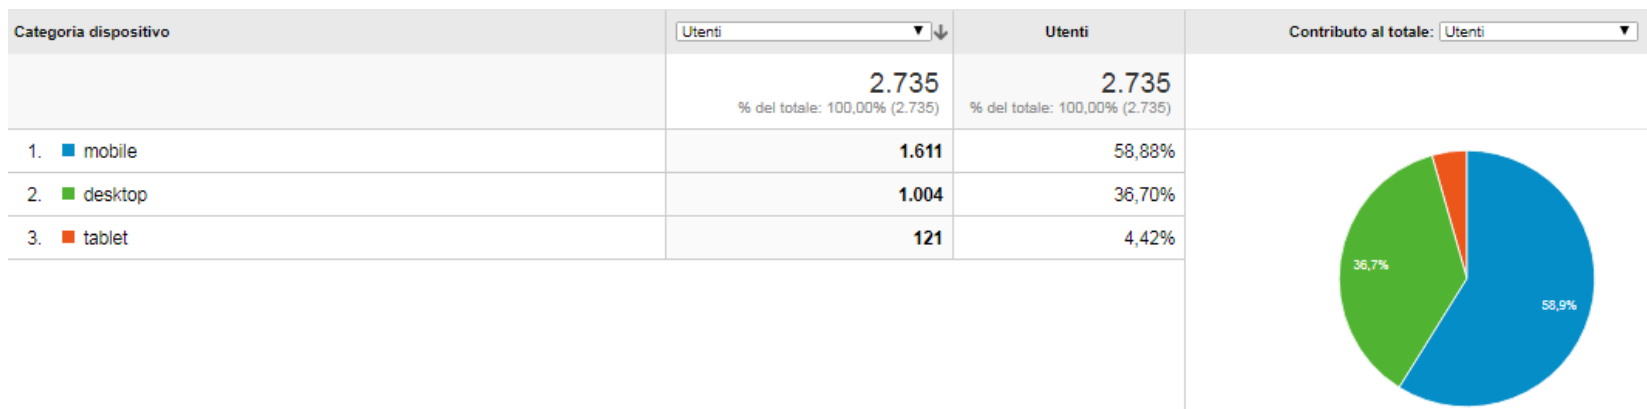 Categoria dispositivo Utenti Utenti Contributo al totale: Utenti
2.735 2.735
% del totale: 100,00% (2.735) % del totale: 100,00% (2.735)
1. mobile 1.611 58,88%
2. desktop 1.004 36,70%
3. tablet 121 4,42%
36,7%
58,9%